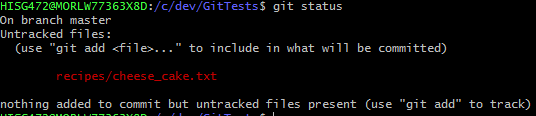 HISG472@MORLW77363X8D:/c/dev/GitTests$ git status
On branch master
Untracked files:
  (use "git add <file>..." to include in what will be committed)

        recipes/cheese_cake.txt

nothing added to commit but untracked files present (use "git add" to track)